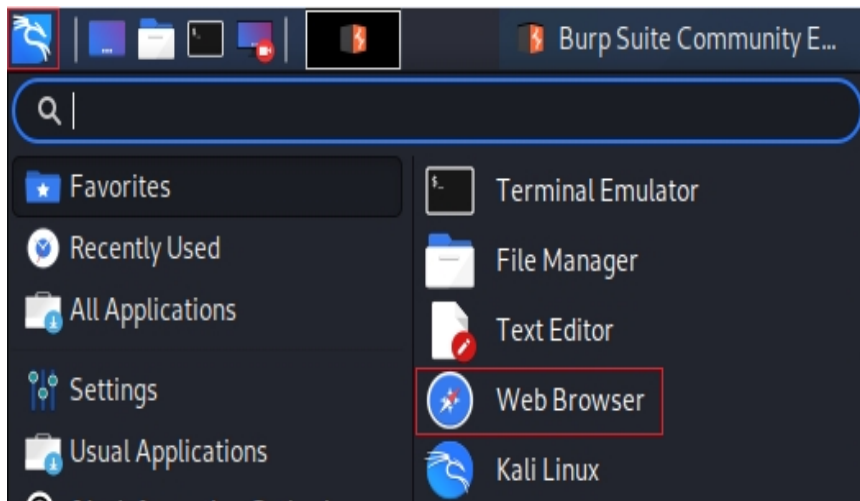 Burp Suite Community E...
Favorites
Recently Used
All Applications
Settings
Usual Applications
$_
Terminal Emulator
File Manager
Text Editor
Web Browser
Kali Linux